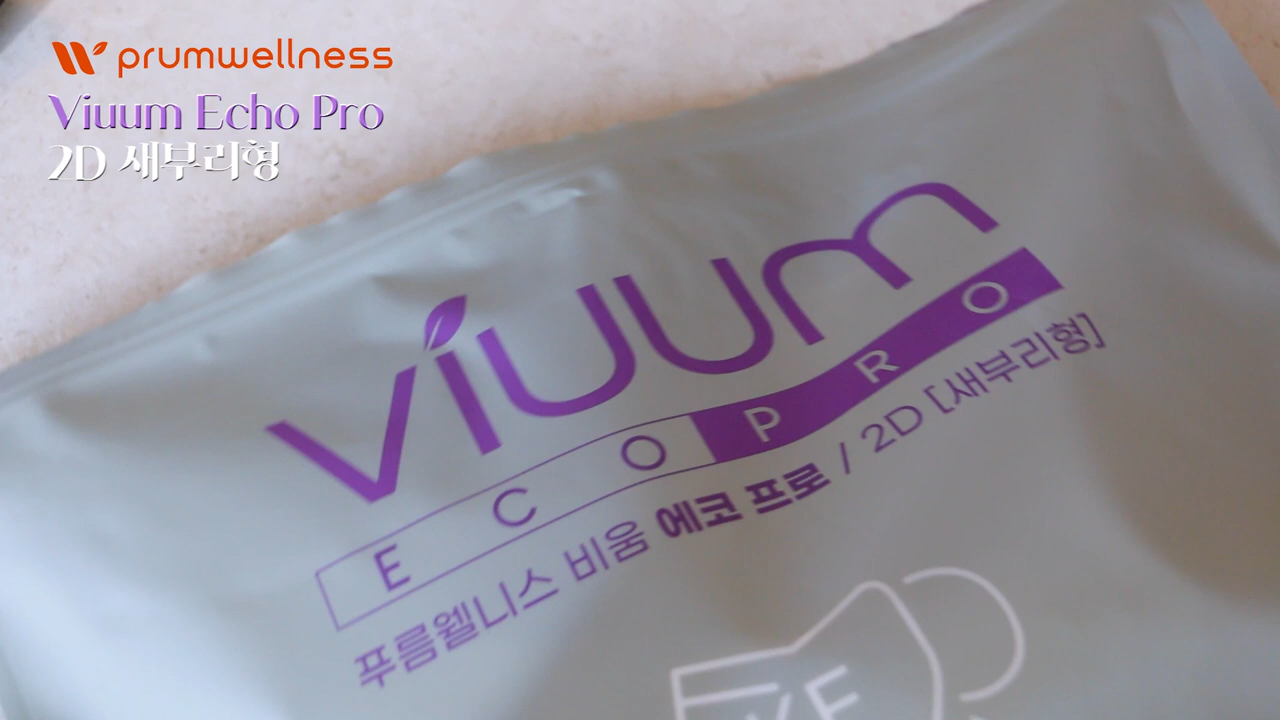 prumwellness
Viuum Echo Pro
2D 새부리형
viuum
ECOPRO
푸름웰니스 비움 에코 프로 / 2D [새부리형]